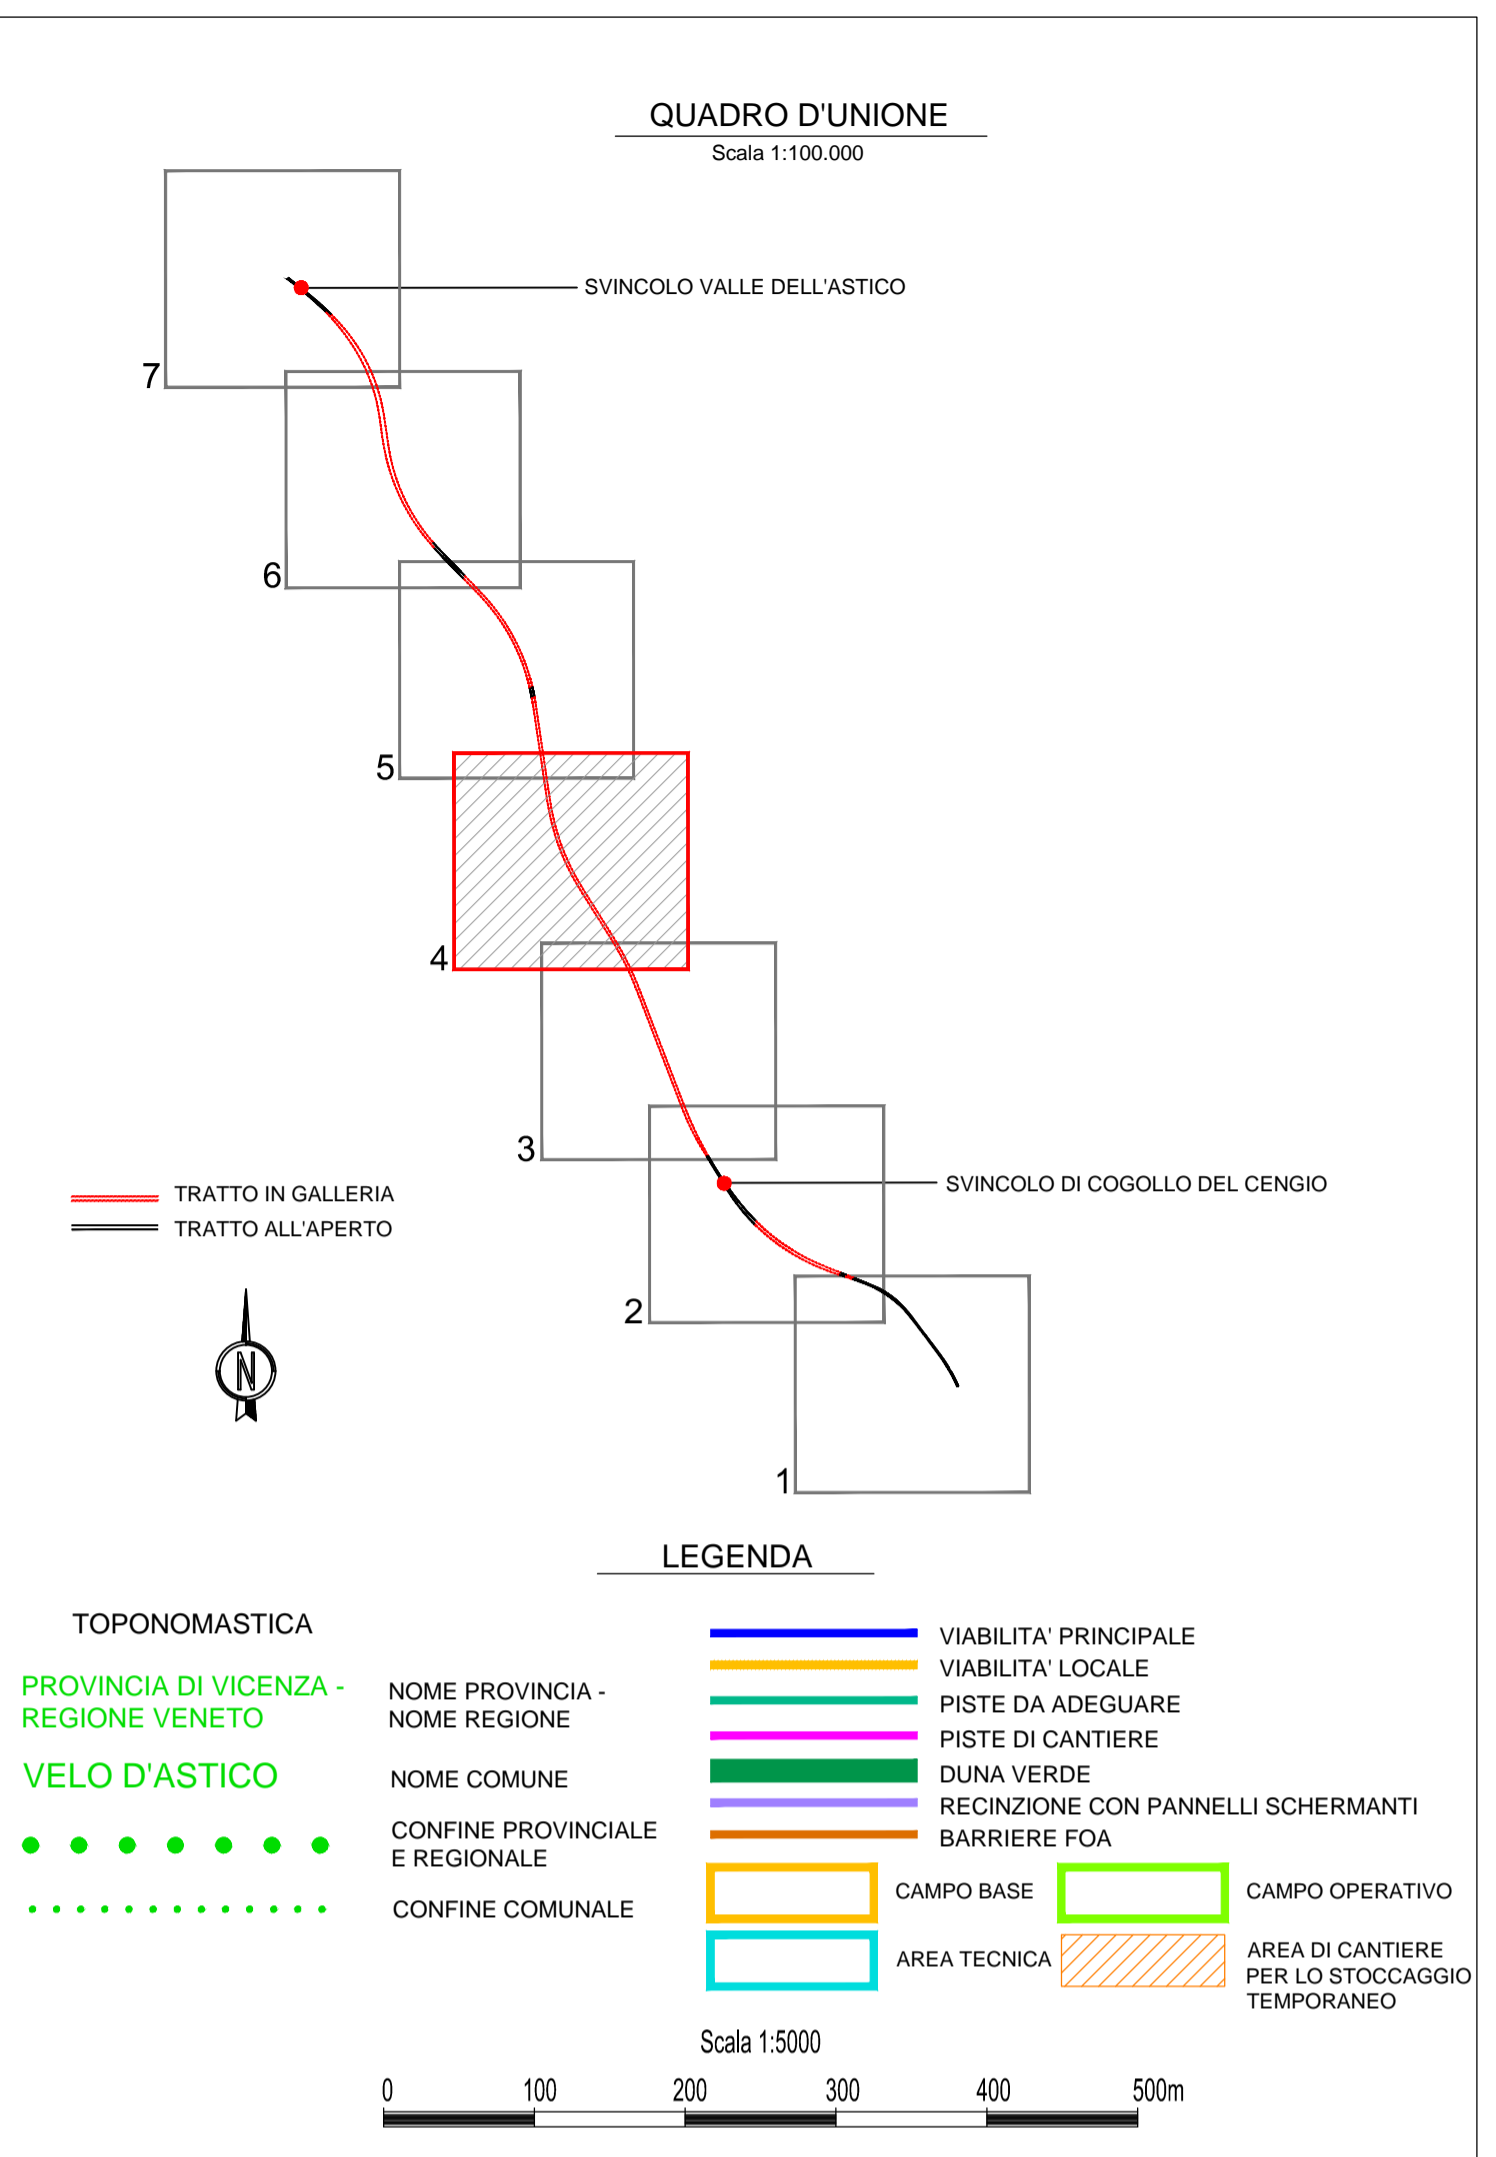 QUADRO D'UNIONE
Scala 1:100.000
SVINCOLO VALLE DELL'ASTICO
7
6
5
4
3
SVINCOLO DI COGOLLO DEL CENGIO
TRATTO IN GALLERIA
TRATTO ALL'APERTO
2
N
1
LEGENDA
TOPONOMASTICA
PROVINCIA DI VICENZA -
REGIONE VENETO
NOME PROVINCIA -
NOME REGIONE
VELO D'ASTICO
NOME COMUNE
CONFINE PROVINCIALE
E REGIONALE
CONFINE COMUNALE
VIABILITA' PRINCIPALE
VIABILITA' LOCALE
PISTE DA ADEGUARE
PISTE DI CANTIERE
DUNA VERDE
RECINZIONE CON PANNELLI SCHERMANTI
BARRIERE FOA
CAMPO BASE
CAMPO OPERATIVO
AREA TECNICA
AREA DI CANTIERE
PER LO STOCCAGGIO
TEMPORANEO
Scala 1:5000
0 100 200 300 400 500m